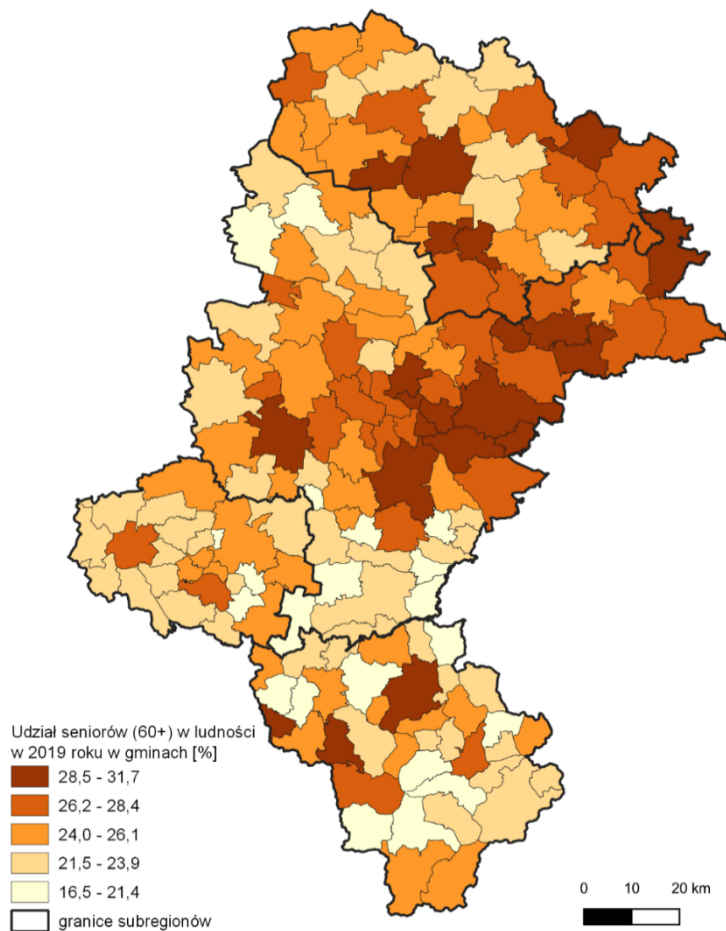 Udział seniorów (60+) w ludności
w 2019 roku w gminach [%]
28,5 - 31,7
26,2 - 28,4
24,0 - 26,1
21,5 - 23,9
16,5 - 21,4
granice subregionów
0 10 20 km